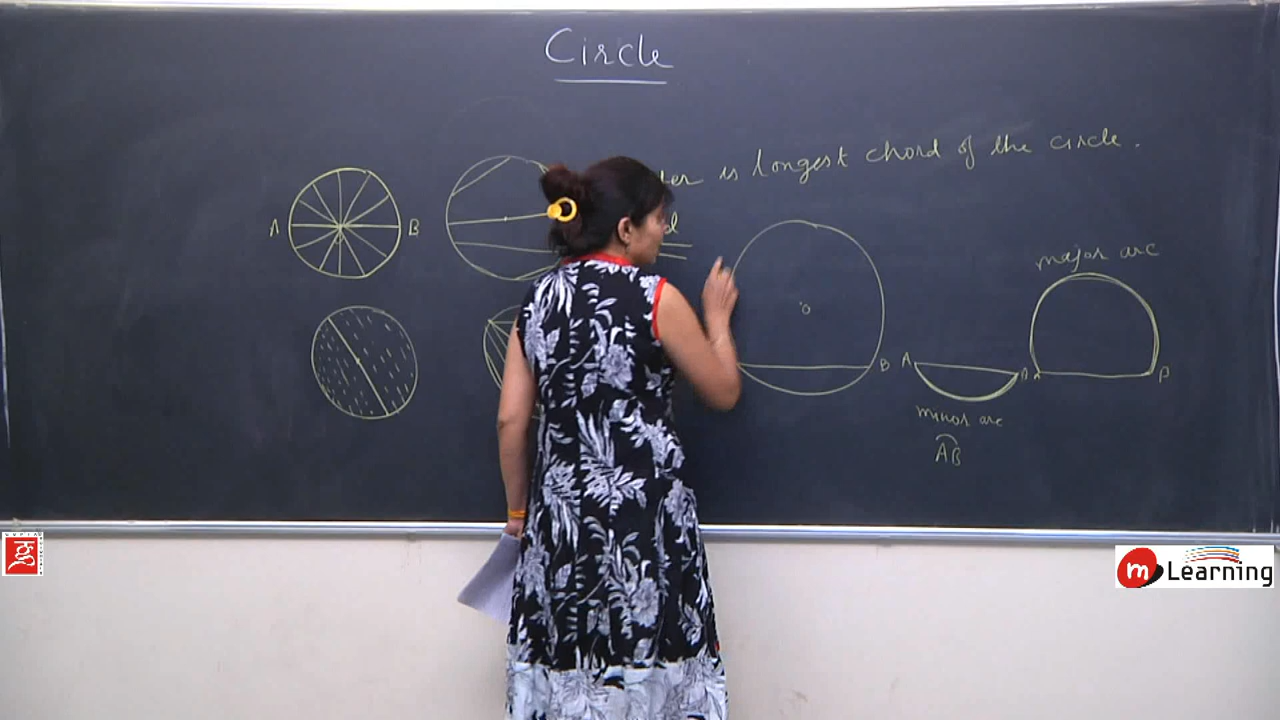 Circle
is longest chord of the circle.
A B
major arc
O
B
A B
A B
minor arc
AB
m Learning